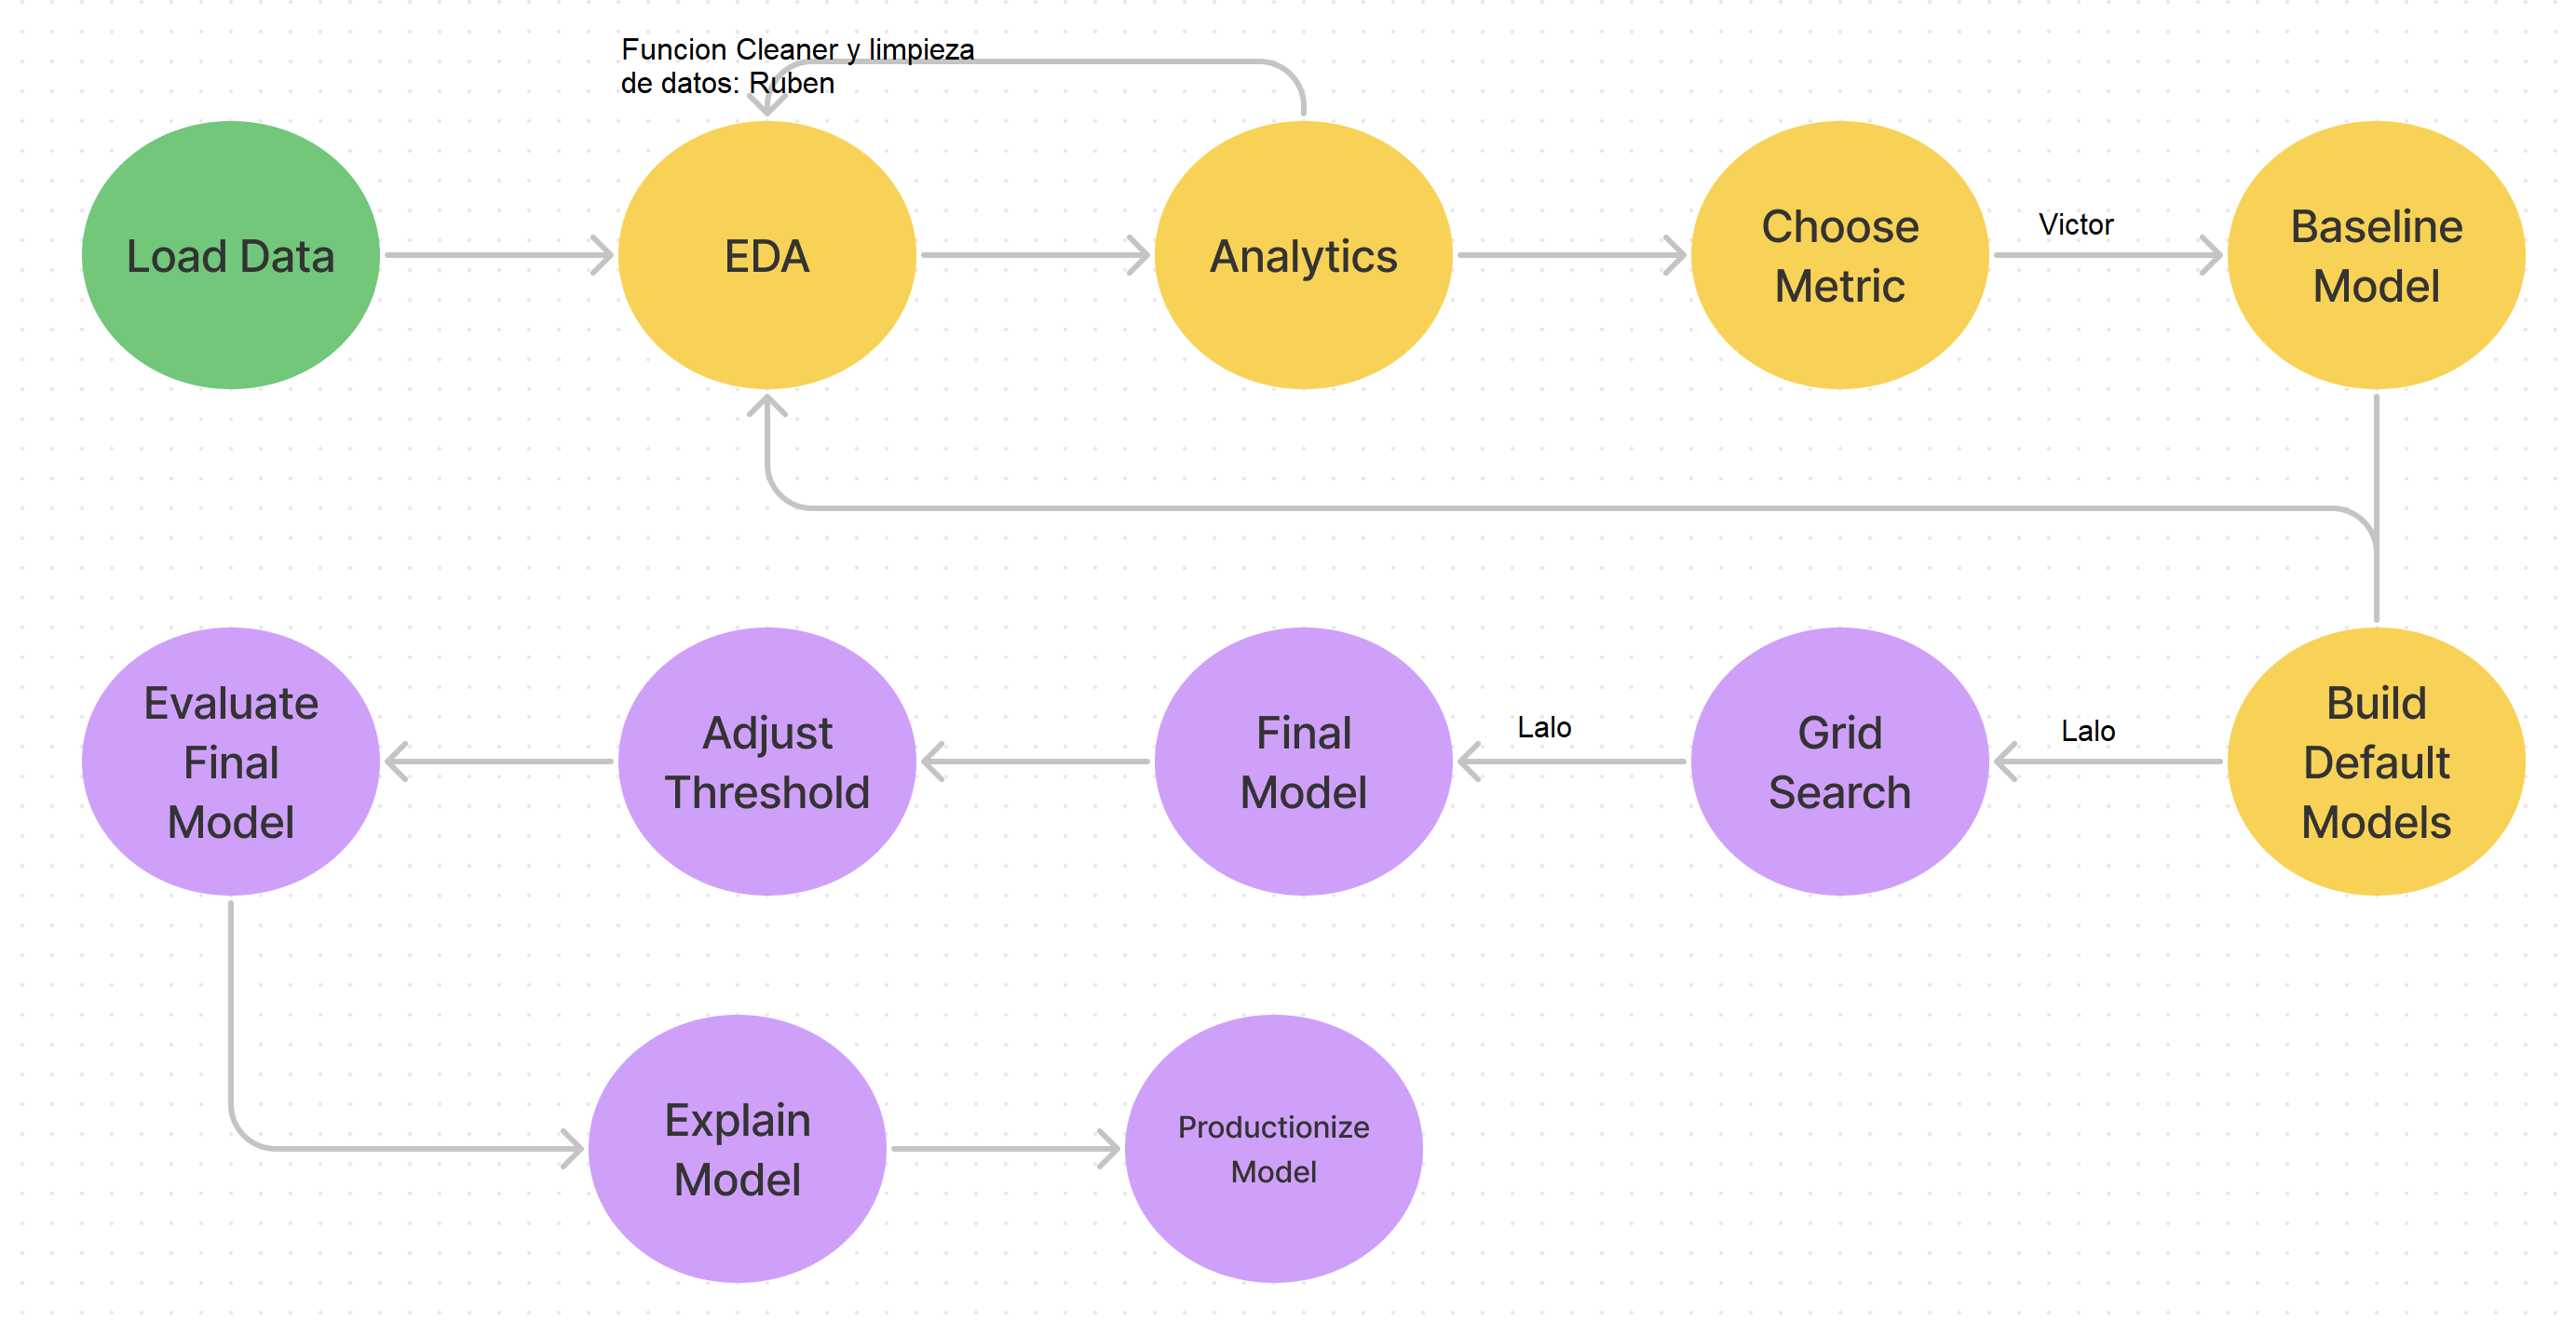 Funcion Cleaner y limpieza
de datos: Ruben
Load Data
EDA
Analytics
Choose
Metric
Victor
Baseline
Model
Evaluate
Final
Model
Adjust
Threshold
Final
Model
Lalo
Grid
Search
Lalo
Build
Default
Models
Explain
Model
Productionize
Model